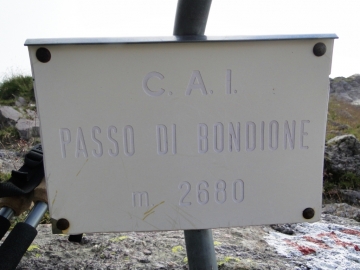 C. A. I.
PASSO DI BONDIONE
m 2680